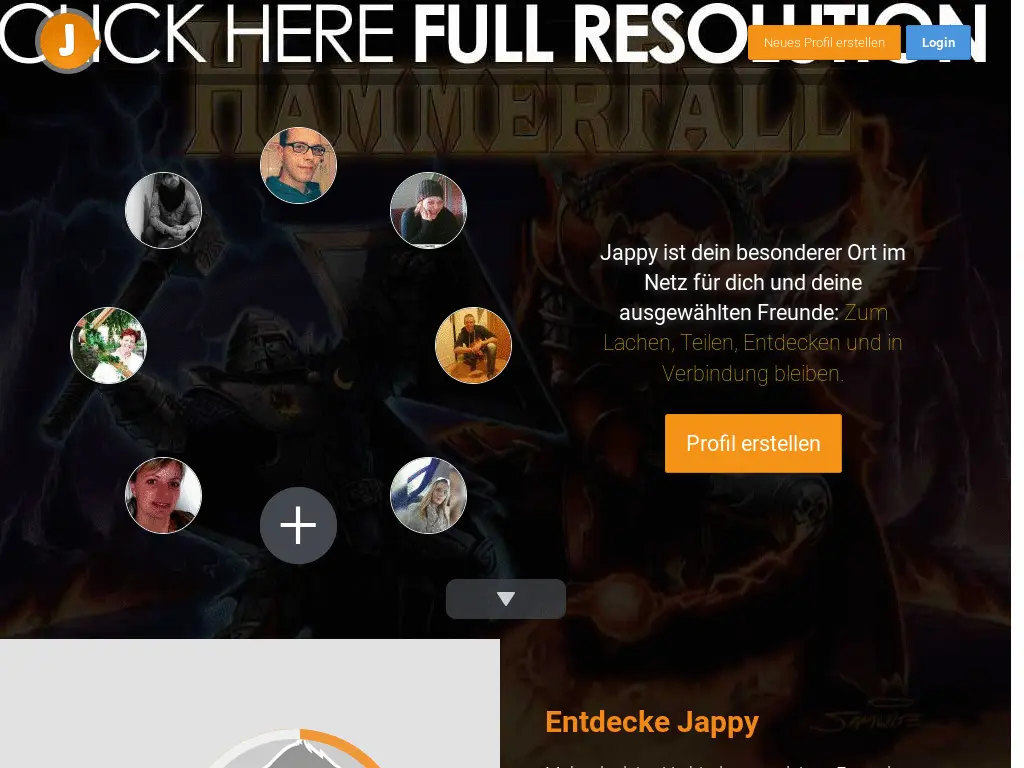 CLICK HERE FULL RESOLUTION
J
Neues Profil erstellen
Login
HAMMERFALL
Jappy ist dein besonderer Ort im
Netz für dich und deine
ausgewählten Freunde: Zum
Lachen, Teilen, Entdecken und in
Verbindung bleiben.
Profil erstellen
SAMWISE
Entdecke Jappy